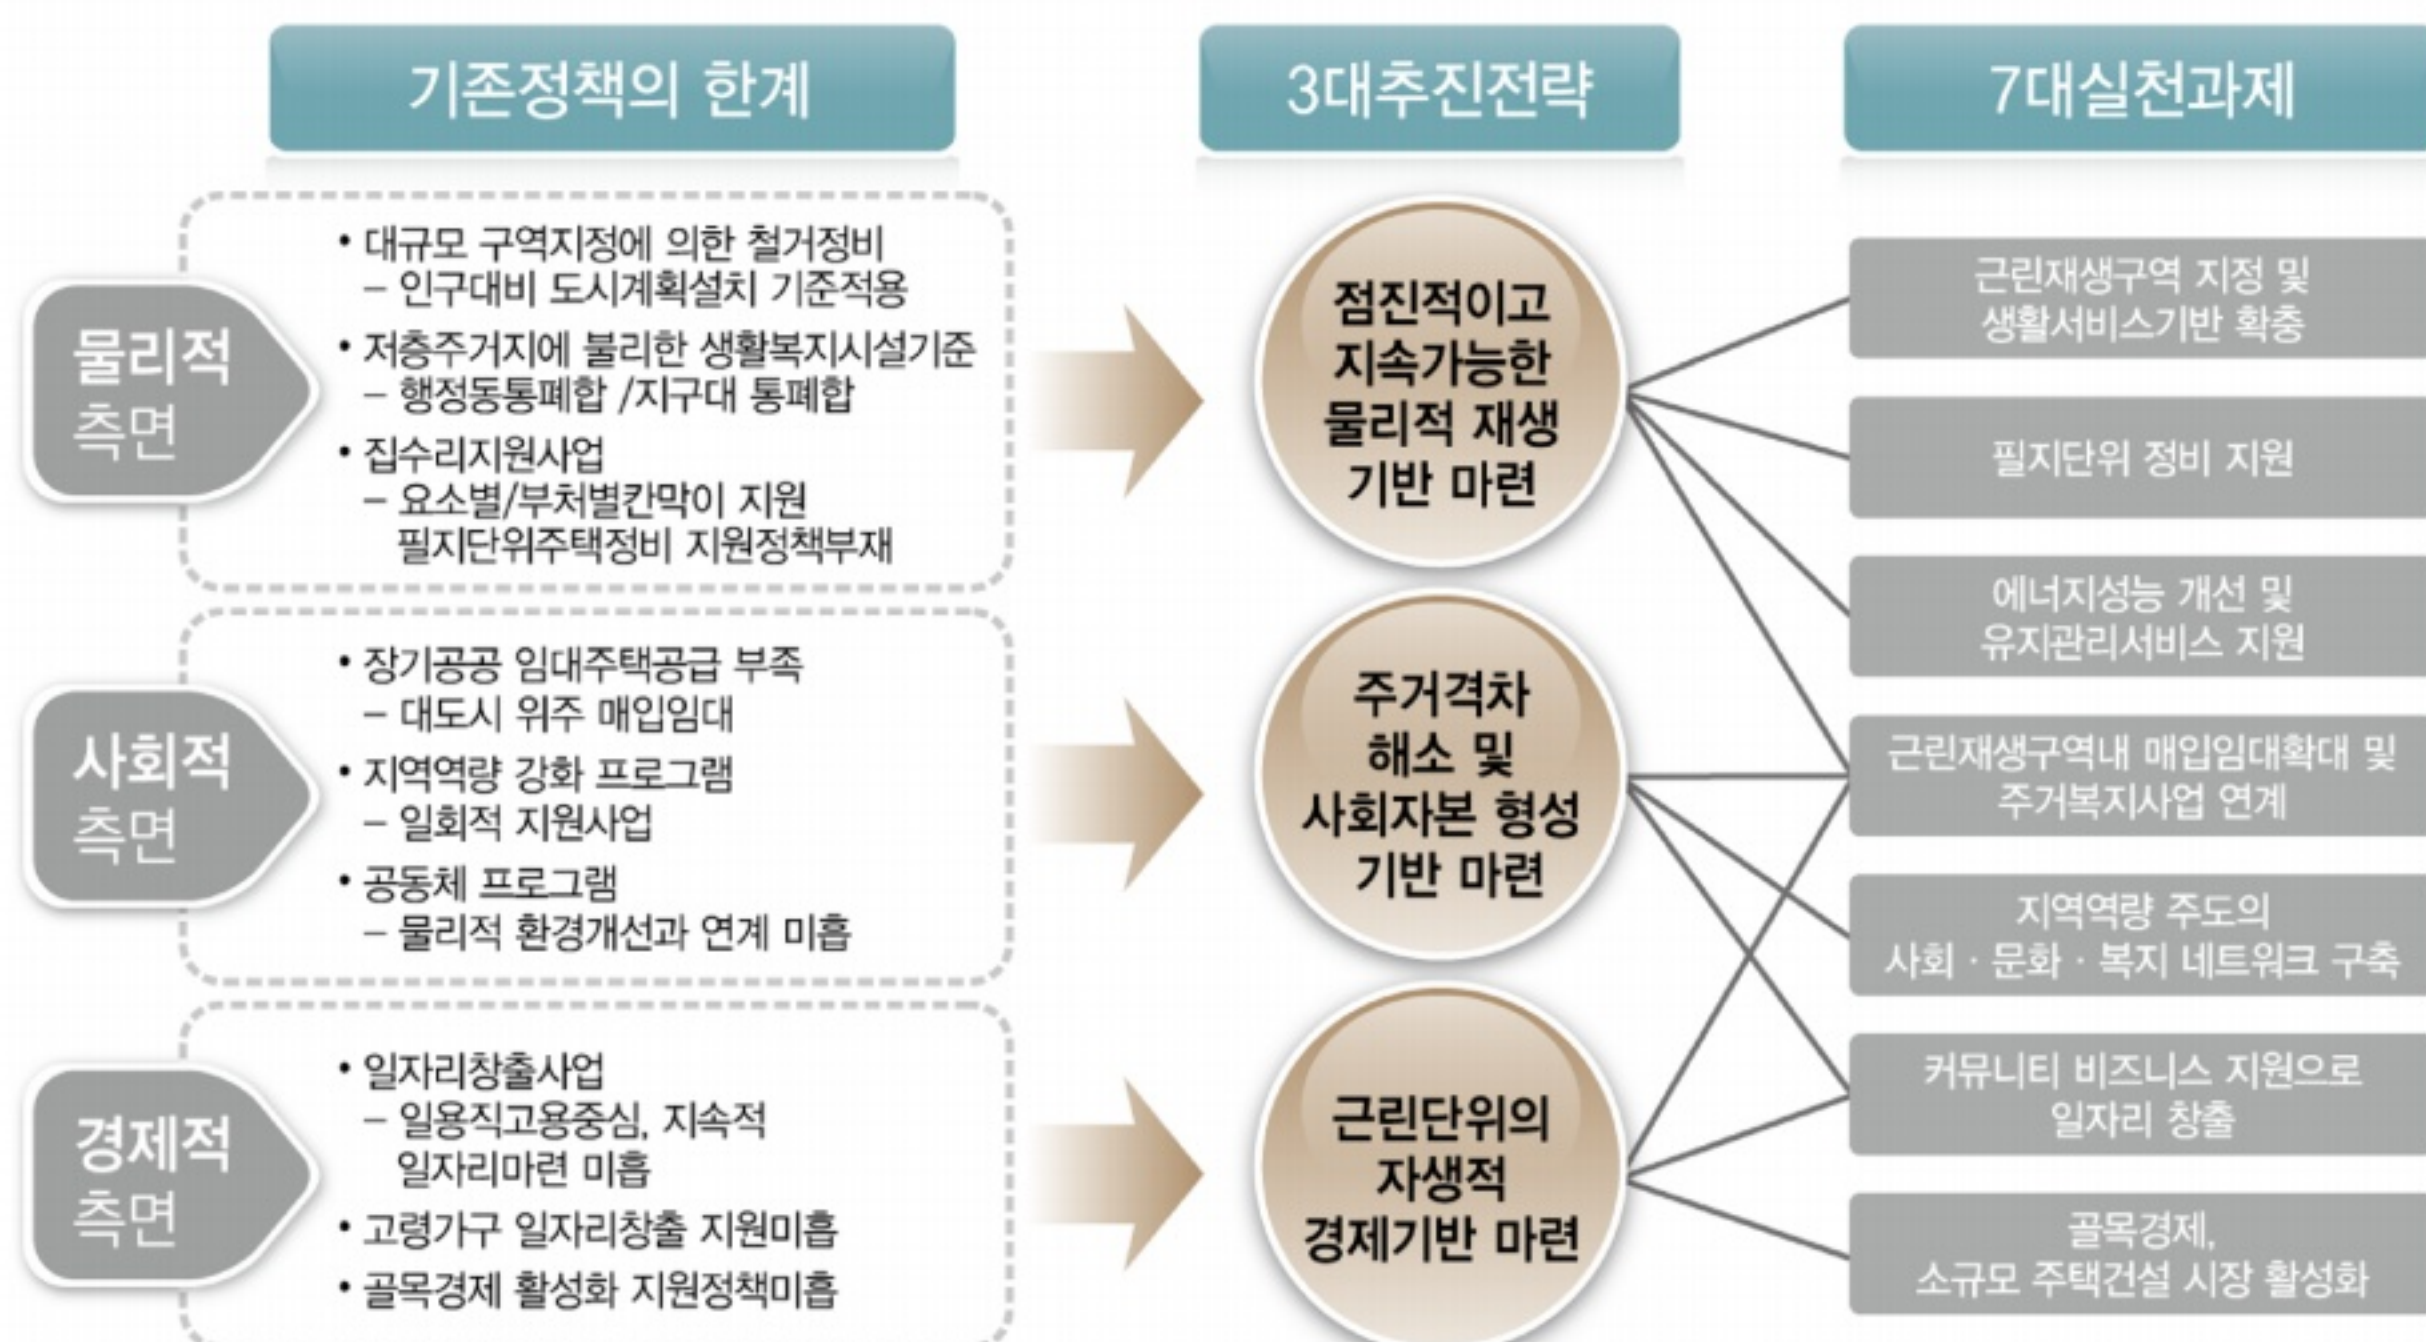 기존정책의 한계
3대추진전략
7대실천과제
물리적
측면
• 대규모 구역지정에 의한 철거정비
– 인구대비 도시계획설치 기준적용
• 저층주거지에 불리한 생활복지시설기준
– 행정동통폐합 /지구대 통폐합
• 집수리지원사업
– 요소별/부처별칸막이 지원
필지단위주택정비 지원정책부재
점진적이고
지속가능한
물리적 재생
기반 마련
사회적
측면
• 장기공공 임대주택공급 부족
– 대도시 위주 매입임대
• 지역역량 강화 프로그램
– 일회적 지원사업
• 공동체 프로그램
– 물리적 환경개선과 연계 미흡
주거격차
해소 및
사회자본 형성
기반 마련
경제적
측면
• 일자리창출사업
– 일용직고용중심, 지속적
일자리마련 미흡
• 고령가구 일자리창출 지원미흡
• 골목경제 활성화 지원정책미흡
근린단위의
자생적
경제기반 마련
근린재생구역 지정 및
생활서비스기반 확충
필지단위 정비 지원
에너지성능 개선 및
유지관리서비스 지원
근린재생구역내 매입임대확대 및
주거복지사업 연계
지역역량 주도의
사회 · 문화 · 복지 네트워크 구축
커뮤니티 비즈니스 지원으로
일자리 창출
골목경제,
소규모 주택건설 시장 활성화